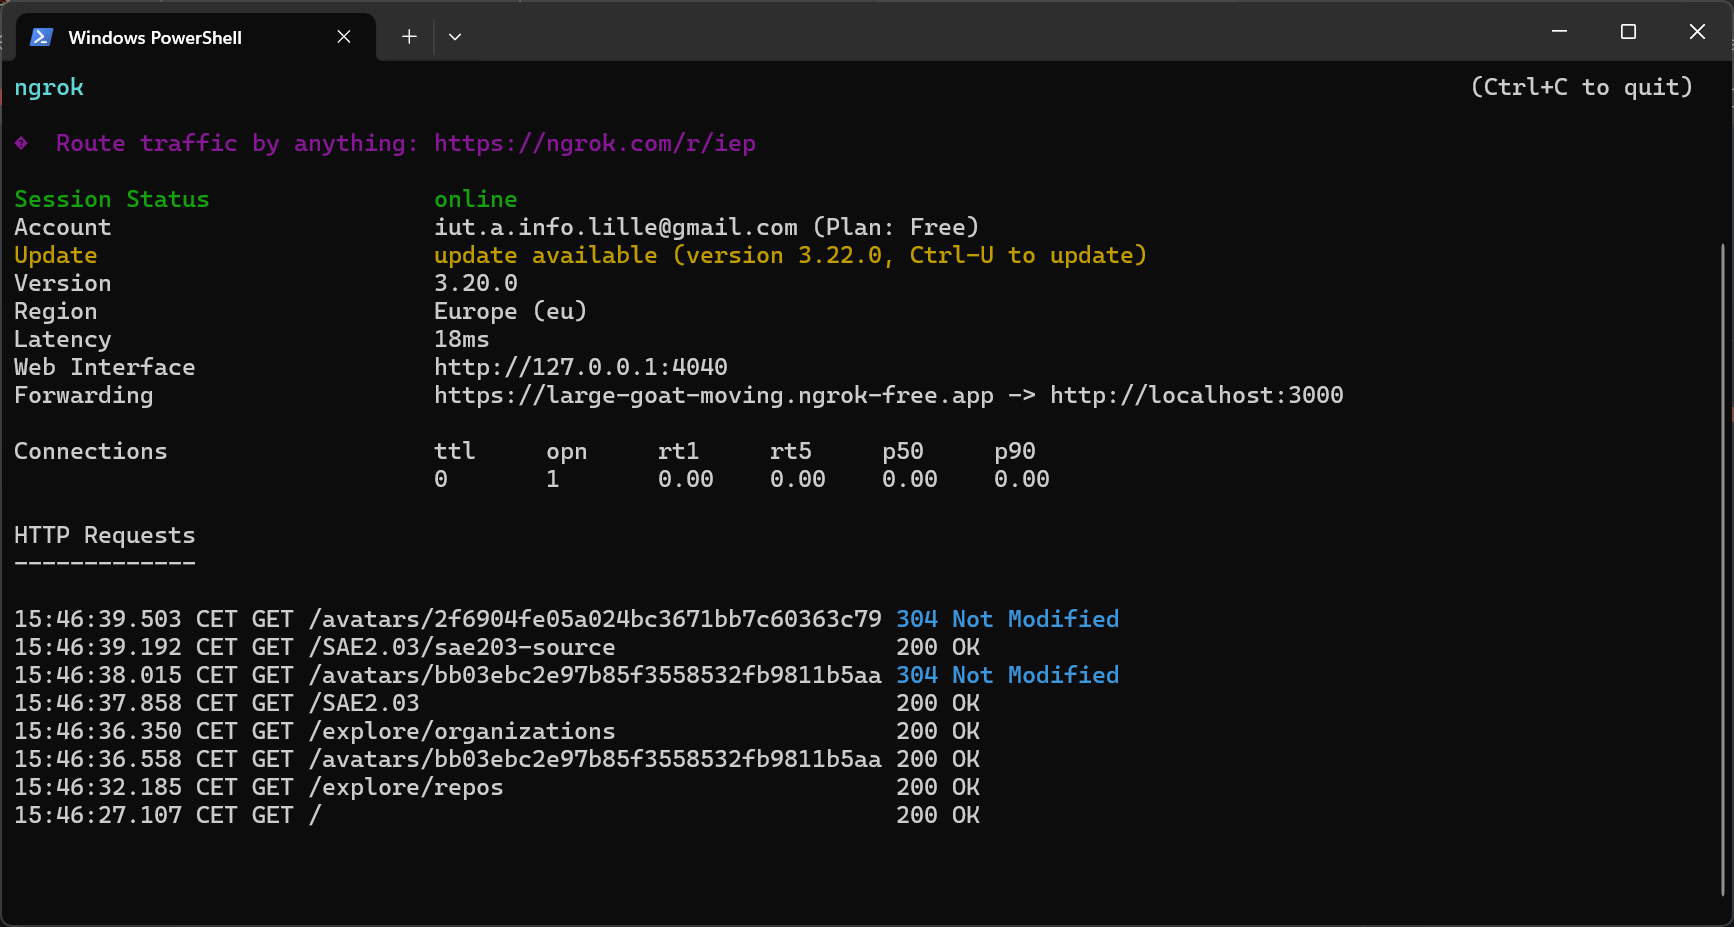 Windows PowerShell
ngrok (Ctrl+C to quit)
� Route traffic by anything: https://ngrok.com/r/iep
Session Status online
Account iut.a.info.lille@gmail.com (Plan: Free)
Update update available (version 3.22.0, Ctrl-U to update)
Version 3.20.0
Region Europe (eu)
Latency 18ms
Web Interface http://127.0.0.1:4040
Forwarding https://large-goat-moving.ngrok-free.app -> http://localhost:3000
Connections ttl opn rt1 rt5 p50 p90
0 1 0.00 0.00 0.00 0.00
HTTP Requests
-------------
15:46:39.503 CET GET /avatars/2f6904fe05a024bc3671bb7c60363c79 304 Not Modified
15:46:39.192 CET GET /SAE2.03/sae203-source 200 OK
15:46:38.015 CET GET /avatars/bb03ebc2e97b85f3558532fb9811b5aa 304 Not Modified
15:46:37.858 CET GET /SAE2.03 200 OK
15:46:36.350 CET GET /explore/organizations 200 OK
15:46:36.558 CET GET /avatars/bb03ebc2e97b85f3558532fb9811b5aa 200 OK
15:46:32.185 CET GET /explore/repos 200 OK
15:46:27.107 CET GET / 200 OK